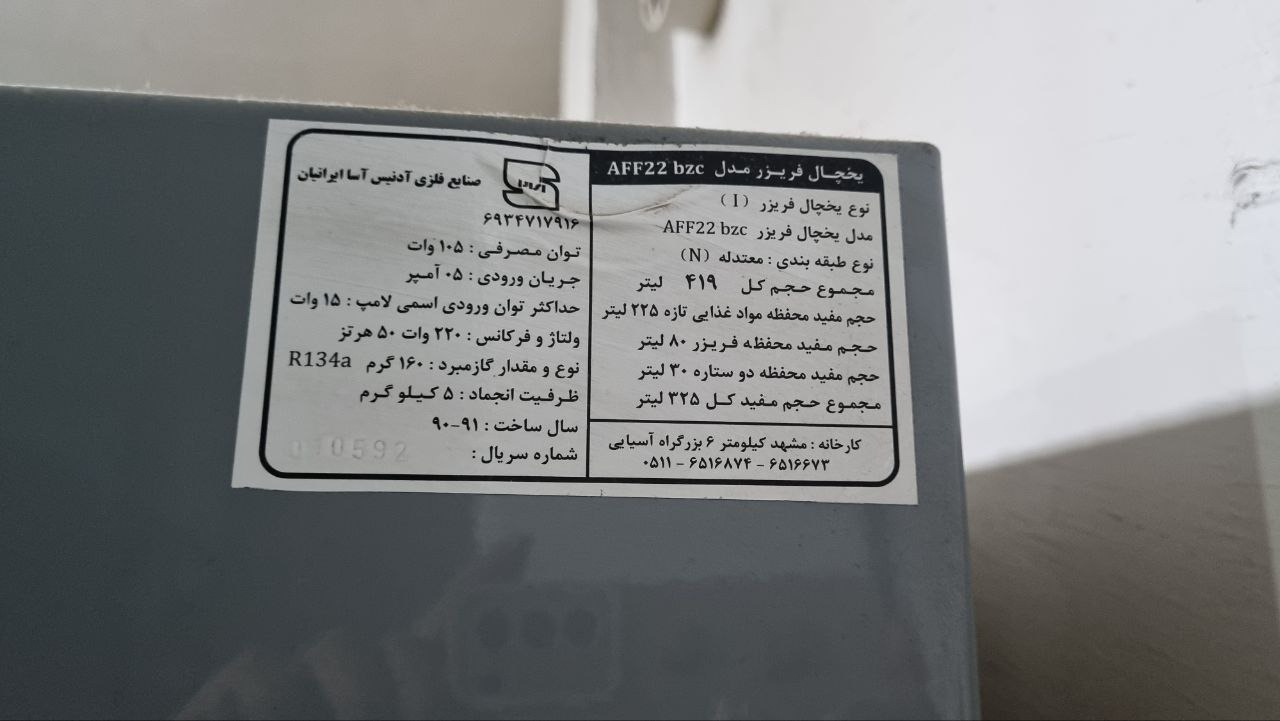 یخچال فریزر مدل AFF22 bzc
نوع یخچال فریزر (I)
مدل یخچال فریزر AFF22 bzc
نوع طبقه بندی : معتدله (N)
مجموع حجم کل ۴۱۹ لیتر
حجم مفید محفظه مواد غذایی تازه ۲۲۵ لیتر
حجم مفید محفظه فریزر ۸۰ لیتر
حجم مفید محفظه دو ستاره ۳۰ لیتر
مجموع حجم مفید کل ۳۲۵ لیتر
کارخانه : مشهد کیلومتر ۶ بزرگراه آسیایی
۰۵۱۱ - ۶۵۱۶۸۷۴ - ۶۵۱۶۶۷۳
صنایع فلزی آدنیس آسا ایرانیان
۶۹۳۴۷۱۷۹۱۶
توان مصرفی : ۱۰۵ وات
جریان ورودی : ۰۵ آمپر
حداکثر توان ورودی اسمی لامپ : ۱۵ وات
ولتاژ و فرکانس : ۲۲۰ وات ۵۰ هرتز
نوع و مقدار گازمبرد : ۱۶۰ گرم R134a
ظرفیت انجماد : ۵ کیلو گرم
سال ساخت : ۹۱-۹۰
شماره سریال :